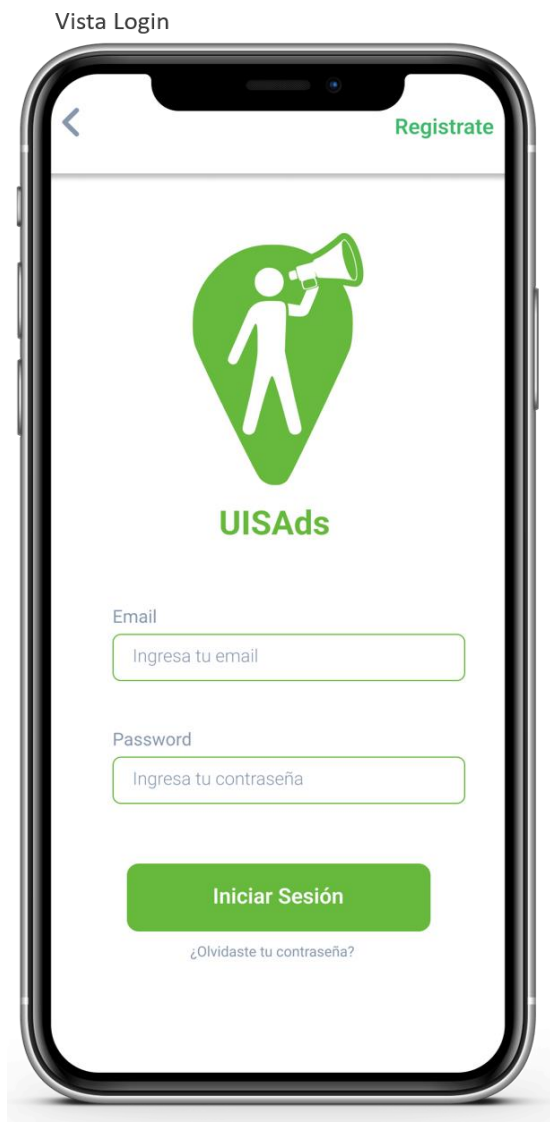 Vista Login
Registrate
UISAds
Email
Ingresa tu email
Password
Ingresa tu contraseña
Iniciar Sesión
¿Olvidaste tu contraseña?